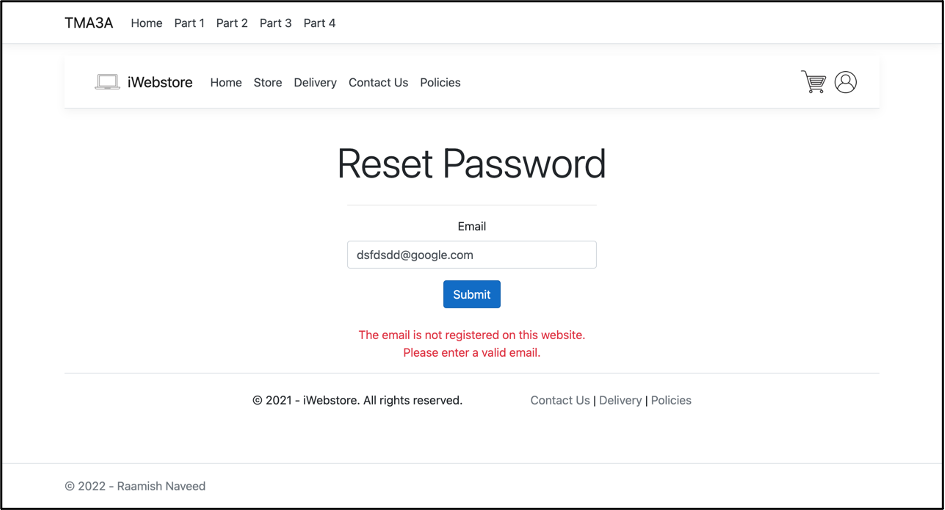 TMA3A Home Part 1 Part 2 Part 3 Part 4
iWebstore Home Store Delivery Contact Us Policies
Reset Password
Email
dsfdsdd@google.com
Submit
The email is not registered on this website.
Please enter a valid email.
© 2021 - iWebstore. All rights reserved. Contact Us | Delivery | Policies
© 2022 - Raamish Naveed